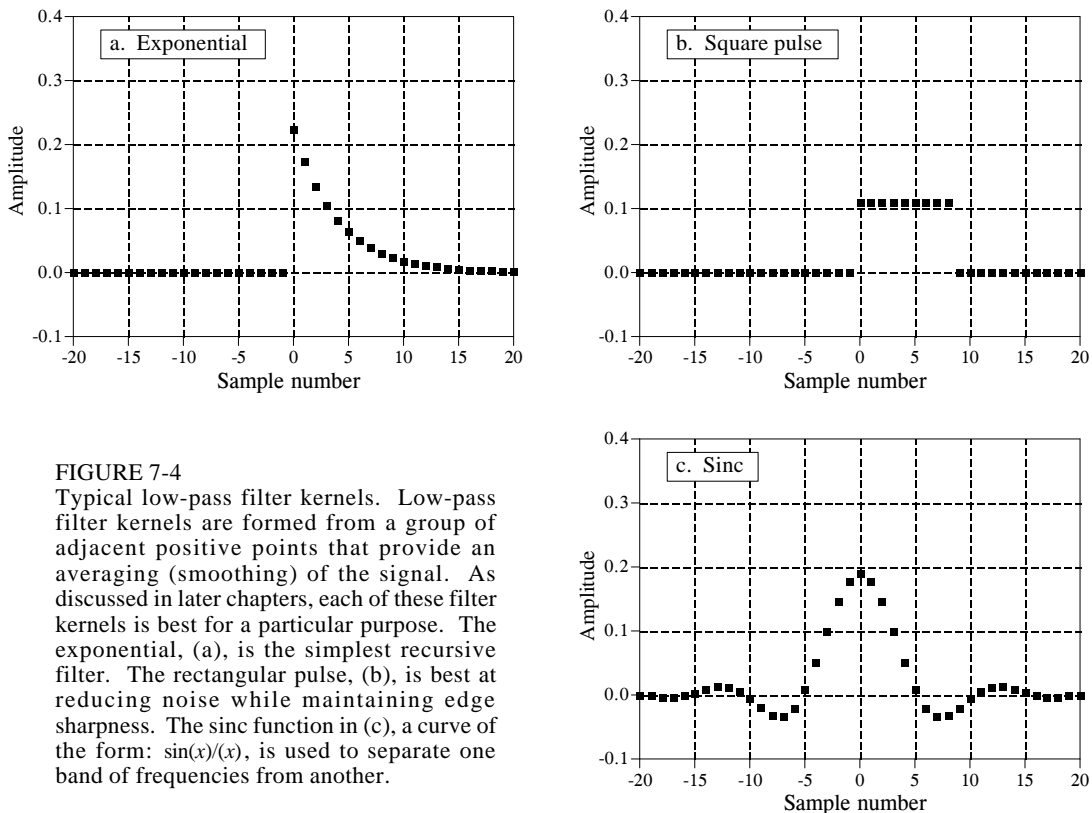 a. Exponential
Amplitude
0.4
0.3
0.2
0.1
0.0
-0.1
-20 -15 -10 -5 0 5 10 15 20
Sample number
b. Square pulse
Amplitude
0.4
0.3
0.2
0.1
0.0
-0.1
-20 -15 -10 -5 0 5 10 15 20
Sample number
FIGURE 7-4
Typical low-pass filter kernels. Low-pass
filter kernels are formed from a group of
adjacent positive points that provide an
averaging (smoothing) of the signal. As
discussed in later chapters, each of these filter
kernels is best for a particular purpose. The
exponential, (a), is the simplest recursive
filter. The rectangular pulse, (b), is best at
reducing noise while maintaining edge
sharpness. The sinc function in (c), a curve of
the form: sin(x)/(x), is used to separate one
band of frequencies from another.
c. Sinc
Amplitude
0.4
0.3
0.2
0.1
0.0
-0.1
-20 -15 -10 -5 0 5 10 15 20
Sample number